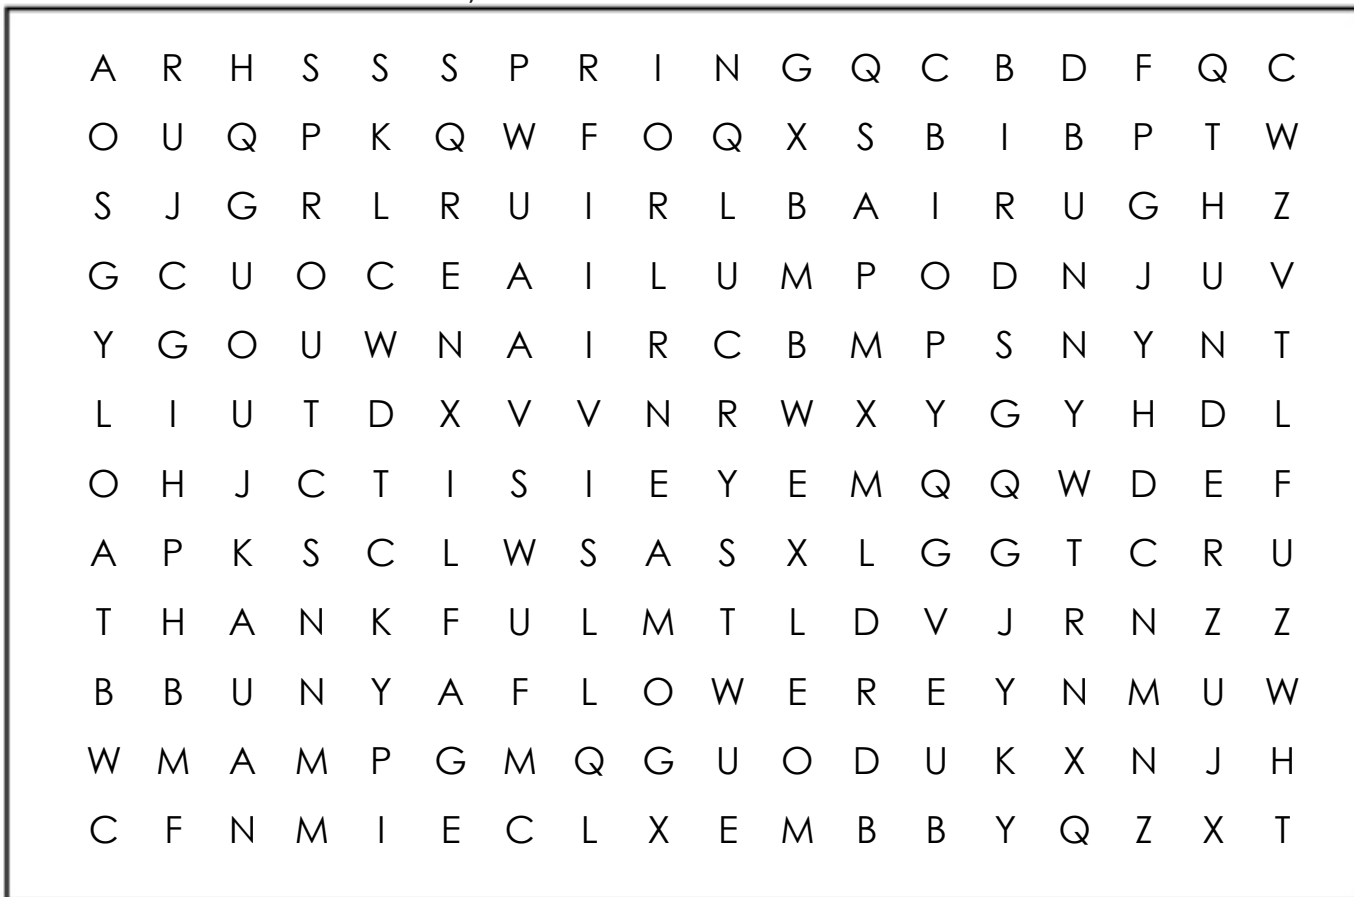 A R H S S S P R I N G Q C B D F Q C
O U Q P K Q W F O Q X S B I B P T W
S J G R L R U I R L B A I R U G H Z
G C U O C E A I L U M P O D N J U V
Y G O U W N A I R C B M P S N Y N T
L I U T D X V V N R W X Y G Y H D L
O H J C T I S I E Y E M Q Q W D E F
A P K S C L W S A S X L G G T C R U
T H A N K F U L M T L D V J R N Z Z
B B U N Y A F L O W E R E Y N M U W
W M A M P G M Q G U O D U K X N J H
C F N M I E C L X E M B B Y Q Z X T